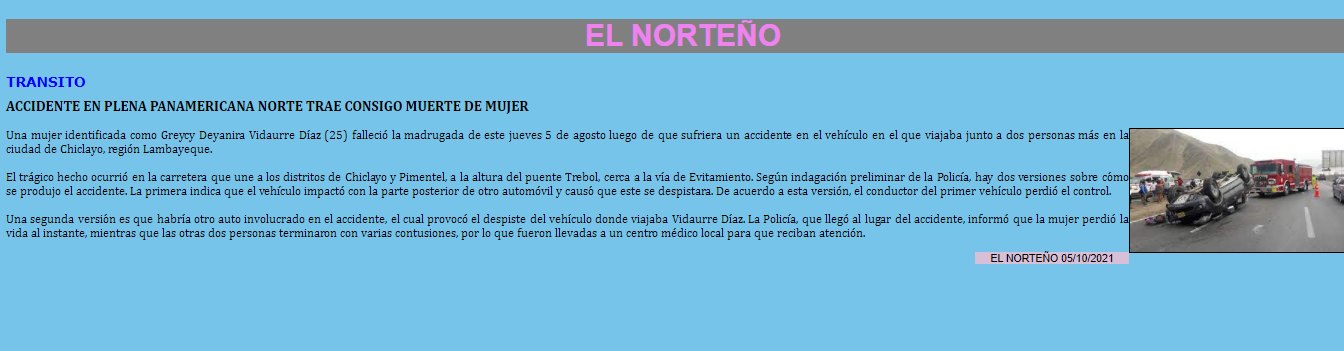 EL NORTEÑO
TRANSITO
ACCIDENTE EN PLENA PANAMERICANA NORTE TRAE CONSIGO MUERTE DE MUJER
Una mujer identificada como Greycy Deyanira Vidaurre Díaz (25) falleció la madrugada de este jueves 5 de agosto luego de que sufriera un accidente en el vehículo en el que viajaba junto a dos personas más en la
ciudad de Chiclayo, región Lambayeque.
El trágico hecho ocurrió en la carretera que une a los distritos de Chiclayo y Pimentel, a la altura del puente Trebol, cerca a la vía de Evitamiento. Según indagación preliminar de la Policía, hay dos versiones sobre cómo
se produjo el accidente. La primera indica que el vehículo impactó con la parte posterior de otro automóvil y causó que este se despistara. De acuerdo a esta versión, el conductor del primer vehículo perdió el control.
Una segunda versión es que habría otro auto involucrado en el accidente, el cual provocó el despiste del vehículo donde viajaba Vidaurre Díaz. La Policía, que llegó al lugar del accidente, informó que la mujer perdió la
vida al instante, mientras que las otras dos personas terminaron con varias contusiones, por lo que fueron llevadas a un centro médico local para que reciban atención.
EL NORTEÑO 05/10/2021